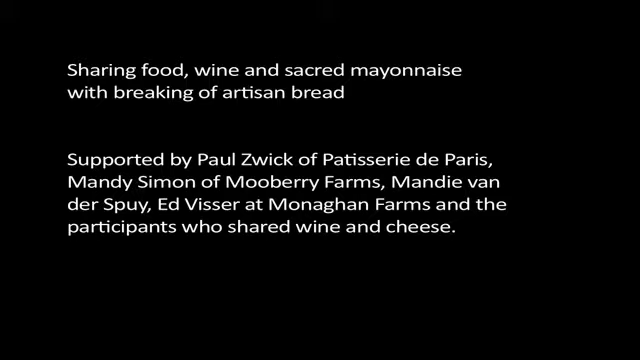 Sharing food, wine and sacred mayonnaise
with breaking of artisan bread
Supported by Paul Zwick of Patisserie de Paris,
Mandy Simon of Mooberry Farms, Mandie van
der Spuy, Ed Visser at Monaghan Farms and the
participants who shared wine and cheese.